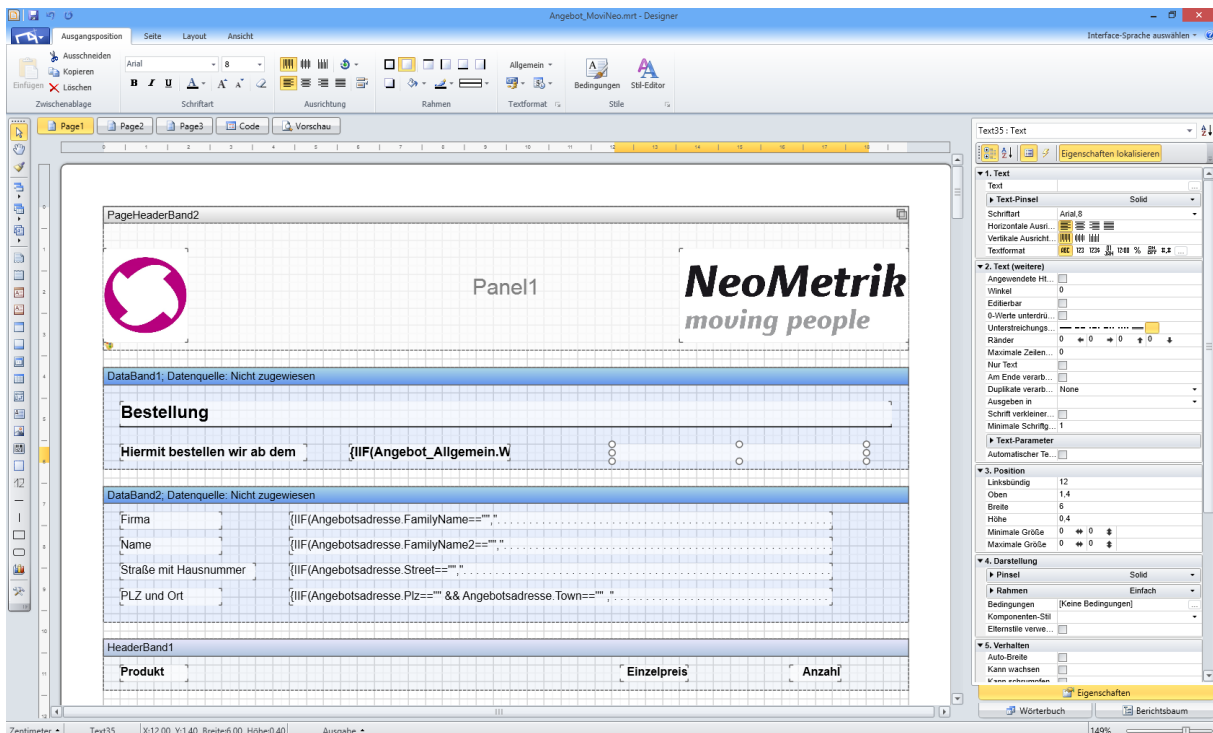 Angebot_MoviNeo.mrt - Designer
Ausgangsposition Seite Layout Ansicht Interface-Sprache auswählen
Einfügen
Ausschneiden
Kopieren
Löschen
Zwischenablage
Arial 8
B I U A A A
Schriftart
Ausrichtung
Rahmen
Allgemein
Textformat
Bedingungen Stil-Editor
Stile
Page1 Page2 Page3 Code Vorschau
PageHeaderBand2
Panel1
NeoMetrik
moving people
DataBand1; Datenquelle: Nicht zugewiesen
Bestellung
Hiermit bestellen wir ab dem {IIF(Angebot_Allgemein.W
DataBand2; Datenquelle: Nicht zugewiesen
Firma {IIF(Angebotsadresse.FamilyName=="","
Name {IIF(Angebotsadresse.FamilyName2=="","
Straße mit Hausnummer {IIF(Angebotsadresse.Street=="","
PLZ und Ort {IIF(Angebotsadresse.Plz=="" && Angebotsadresse.Town=="" ,"
HeaderBand1
Produkt Einzelpreis Anzahl
Text35 : Text
Eigenschaften lokalisieren
1. Text
Text
Text-Pinsel Solid
Schriftart Arial,8
Horizontale Ausri...
Vertikale Ausricht...
Textformat
2. Text (weitere)
Angewendete Ht...
Winkel 0
Editierbar
0-Werte unterdrü...
Unterstreichungs...
Ränder 0 0 0 0
Maximale Zeilen... 0
Nur Text
Am Ende verarb...
Duplikate verarb... None
Ausgeben in
Schrift verkleiner...
Minimale Schriftg... 1
Text-Parameter
Automatischer Te...
3. Position
Linksbündig 12
Oben 1,4
Breite 6
Höhe 0,4
Minimale Größe 0 0
Maximale Größe 0 0
4. Darstellung
Pinsel Solid
Rahmen Einfach
Bedingungen [Keine Bedingungen]
Komponenten-Stil
Elternstile verwe...
5. Verhalten
Auto-Breite
Kann wachsen
Kann schrumpfen
Eigenschaften
Wörterbuch Berichtsbaum
Zentimeter Text35 X:12,00 Y:1,40 Breite:6,00 Höhe:0,40 Ausgabe 149%